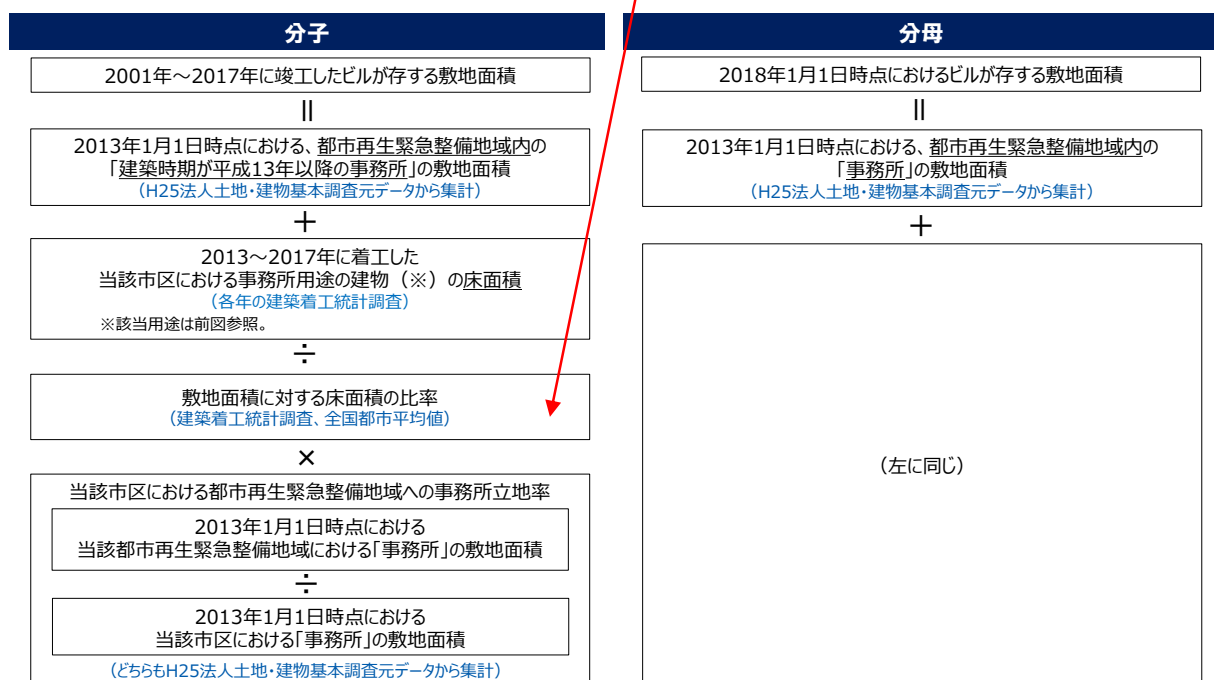 分子
2001年～2017年に竣工したビルが存する敷地面積
=
2013年1月1日時点における、都市再生緊急整備地域内の
「建築時期が平成13年以降の事務所」の敷地面積
（H25法人土地・建物基本調査元データから集計）
＋
2013～2017年に着工した
当該市区における事務所用途の建物（※）の床面積
（各年の建築着工統計調査）
※該当用途は前図参照。
÷
敷地面積に対する床面積の比率
（建築着工統計調査、全国都市平均値）
×
当該市区における都市再生緊急整備地域への事務所立地率
2013年1月1日時点における
当該都市再生緊急整備地域における「事務所」の敷地面積
÷
2013年1月1日時点における
当該市区における「事務所」の敷地面積
（どちらもH25法人土地・建物基本調査元データから集計）
分母
2018年1月1日時点におけるビルが存する敷地面積
=
2013年1月1日時点における、都市再生緊急整備地域内の
「事務所」の敷地面積
（H25法人土地・建物基本調査元データから集計）
＋
（左に同じ）